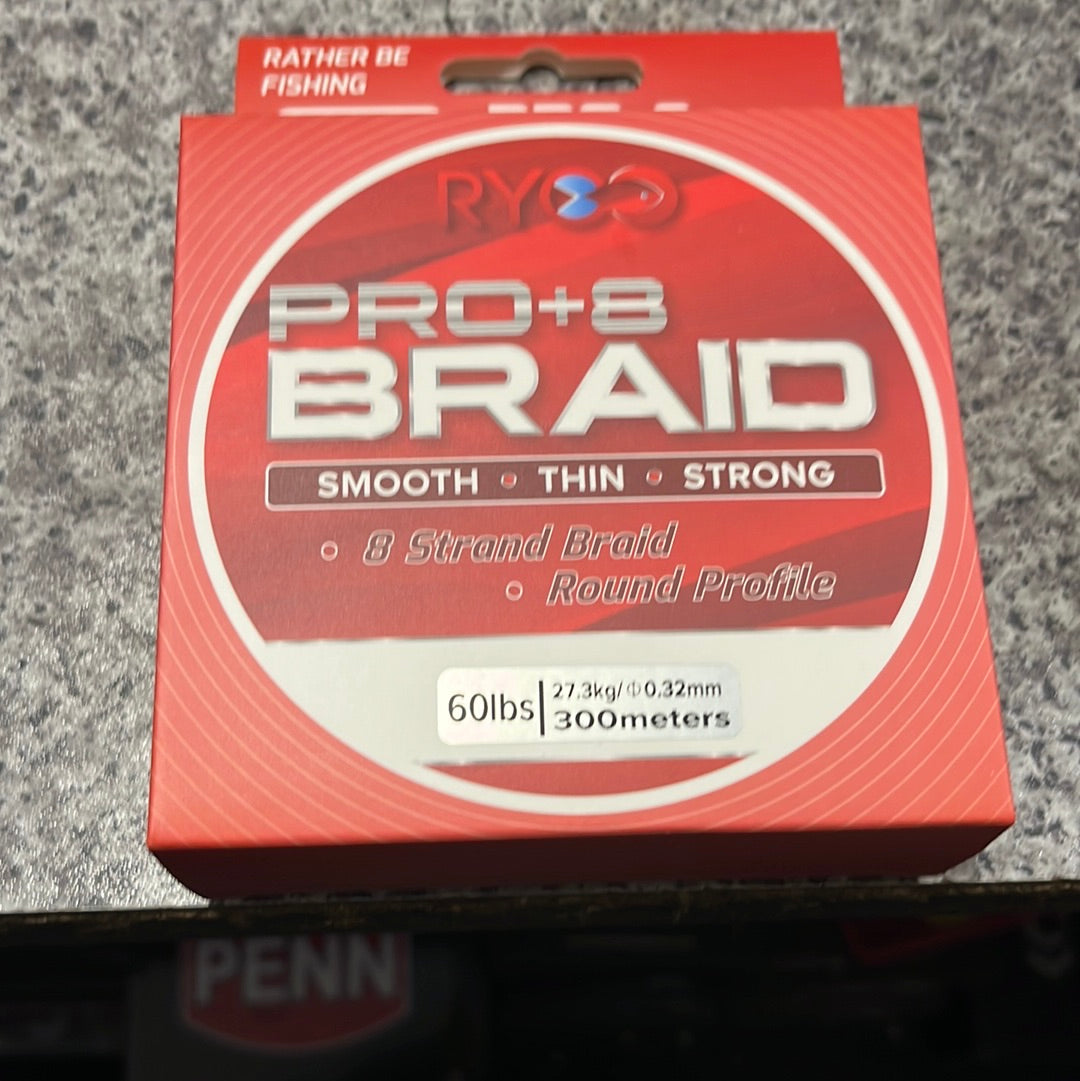 RATHER BE
FISHING
PRO+8
BRAID
SMOOTH • THIN • STRONG
• 8 Strand Braid
• Round Profile
60lbs
27.3kg/Φ0.32mm
300meters
PENN